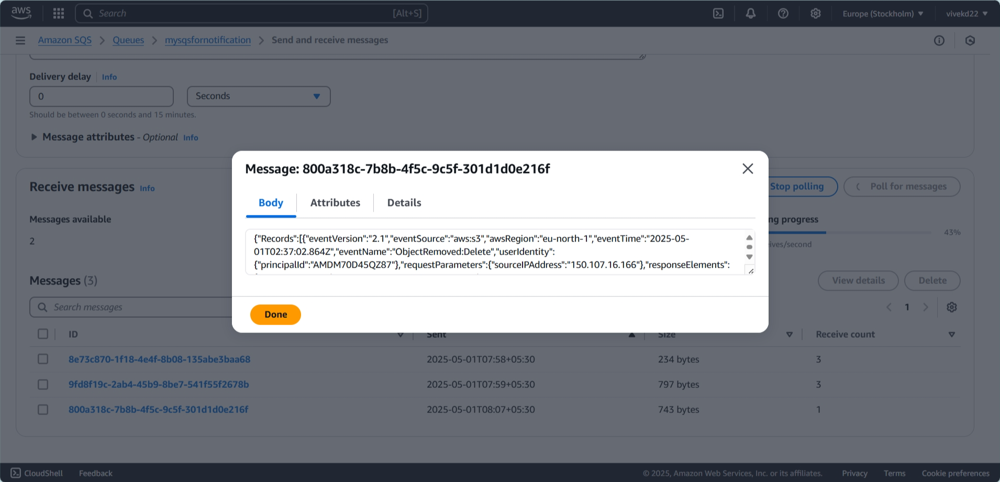 aws
Search
[Alt+S]
Europe (Stockholm)
vivekd22
Amazon SQS
Queues
mysqsfornotification
Send and receive messages
Delivery delay
Info
0
Seconds
Should be between 0 seconds and 15 minutes.
Message attributes - Optional Info
Message: 800a318c-7b8b-4f5c-9c5f-301d1d0e216f
Body
Attributes
Details
{"Records":[{"eventVersion":"2.1","eventSource":"aws:s3","awsRegion":"eu-north-1","eventTime":"2025-05-
01T02:37:02.864Z","eventName":"ObjectRemoved:Delete","userIdentity":
{"principalId":"AMDM70D45QZ87"},"requestParameters":{"sourceIPAddress":"150.107.16.166"},"responseElements":
Done
Receive messages Info
Stop polling
Poll for messages
Messages available
2
progress
43%
/second
Messages (3)
View details
Delete
Search messages
1
ID
Sent
Size
Receive count
8e73c870-1f18-4e4f-8b08-135abe3baa68
2025-05-01T07:58+05:30
234 bytes
3
9fd8f19c-2ab4-45b9-8be7-541f55f2678b
2025-05-01T07:59+05:30
797 bytes
3
800a318c-7b8b-4f5c-9c5f-301d1d0e216f
2025-05-01T08:07+05:30
743 bytes
1
CloudShell
Feedback
© 2025, Amazon Web Services, Inc. or its affiliates.
Privacy
Terms
Cookie preferences